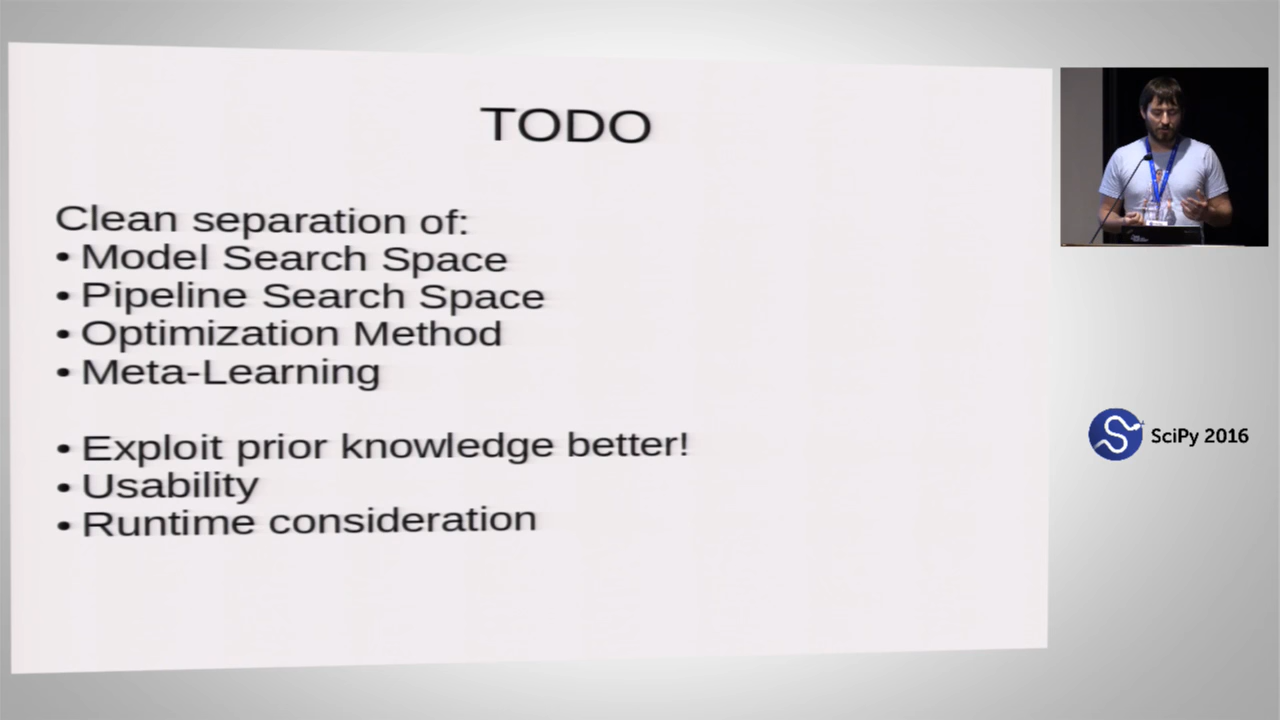 TODO
Clean separation of:
• Model Search Space
• Pipeline Search Space
• Optimization Method
• Meta-Learning
• Exploit prior knowledge better!
• Usability
• Runtime consideration
SciPy 2016